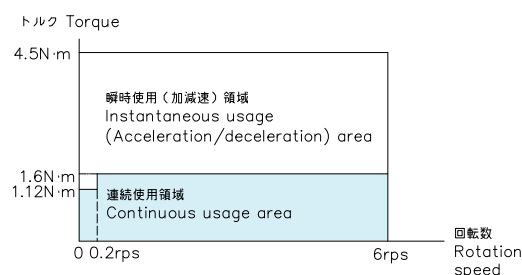 トルク Torque
4.5N·m
瞬時使用(加減速)領域
Instantaneous usage
(Acceleration/deceleration) area
1.6N·m
1.12N·m
連続使用領域
Continuous usage area
0 0.2rps
6rps
回転数
Rotation
speed